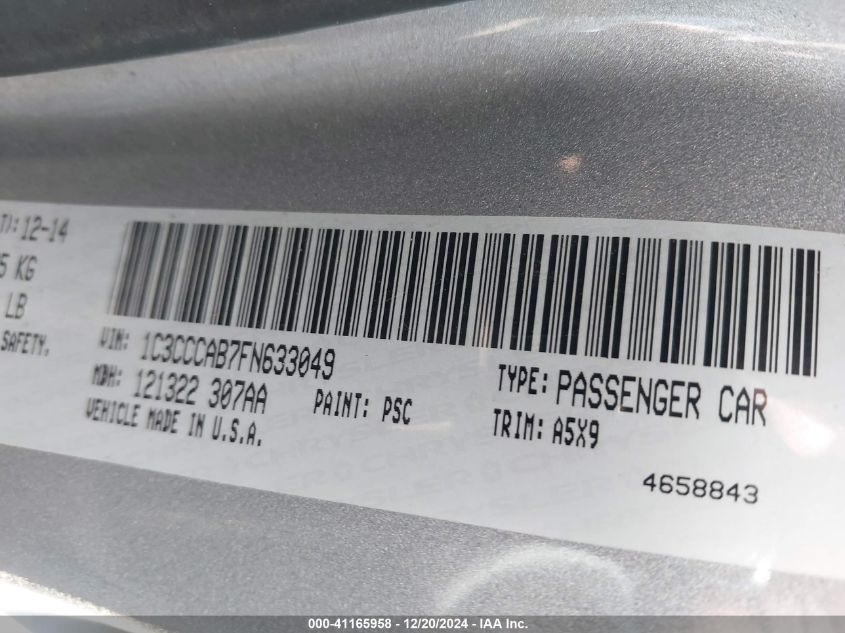 T): 12-14
5 KG
LB
SAFETY.
VIN: 1C3CCCAB7FN633049
MDH: 121322 307AA
PAINT: PSC
VEHICLE MADE IN U.S.A.
TYPE: PASSENGER CAR
TRIM: A5X9
4658843
CHRYSLER
000-41165958 - 12/20/2024 - IAA Inc.